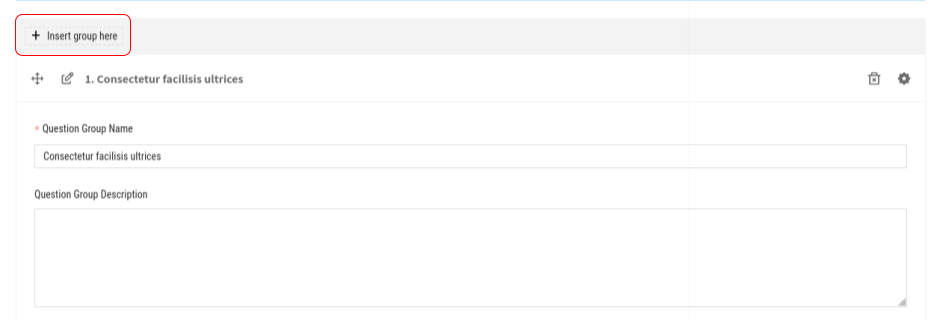 + Insert group here
1. Consectetur facilisis ultrices
* Question Group Name
Consectetur facilisis ultrices
Question Group Description